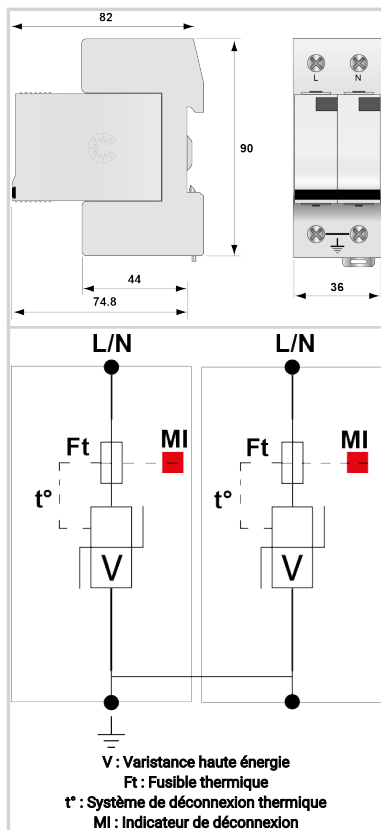 82
L N
90
44
36
74.8
L/N L/N
Ft MI Ft MI
t° t°
V V
V : Varistance haute énergie
Ft : Fusible thermique
t° : Système de déconnexion thermique
MI : Indicateur de déconnexion